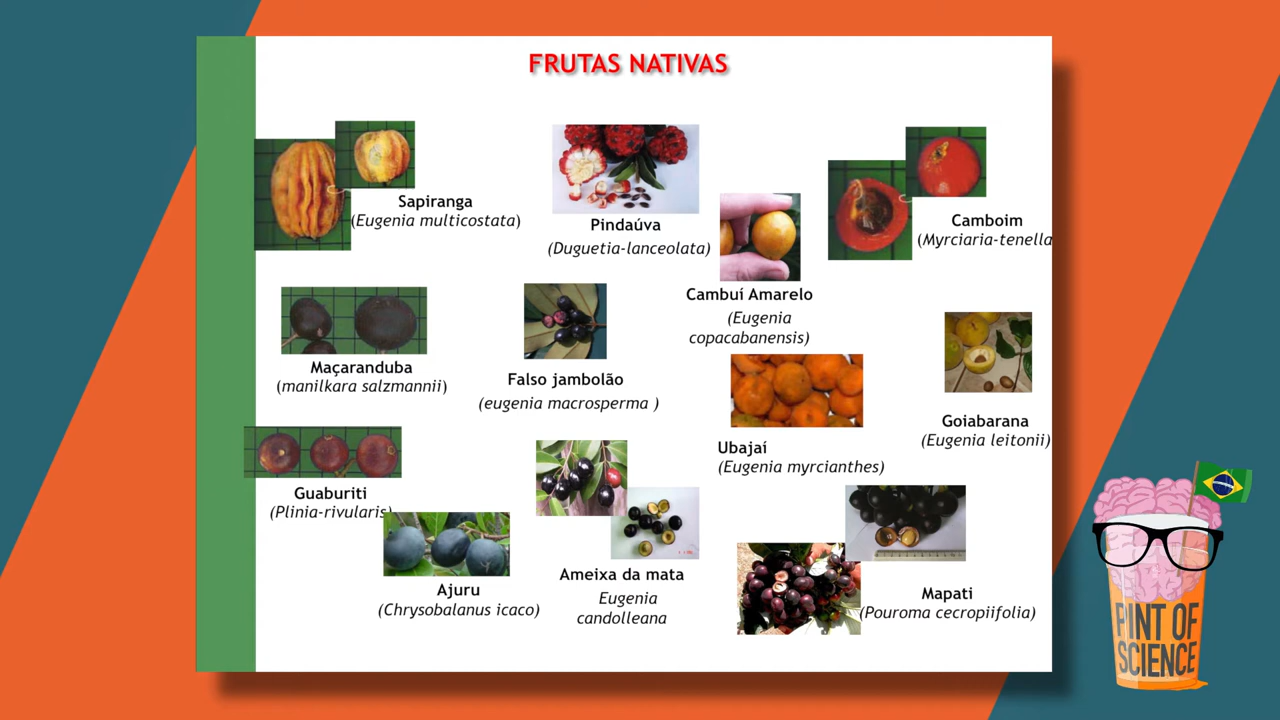 FRUTAS NATIVAS
Sapiranga
(Eugenia multicostata)
Pindaúva
(Duguetia-lanceolata)
Camboim
(Myrciaria-tenella
Cambuí Amarelo
(Eugenia
copacabanensis)
Maçaranduba
(manilkara salzmannii)
Falso jambolão
(eugenia macrosperma )
Goiabarana
(Eugenia leitonii)
Ubajaí
(Eugenia myrcianthes)
Guaburiti
(Plinia-rivularis)
Ajuru
(Chrysobalanus icaco)
Ameixa da mata
Eugenia
candolleana
Mapati
(Pouroma cecropiifolia)
PINT OF
SCIENCE